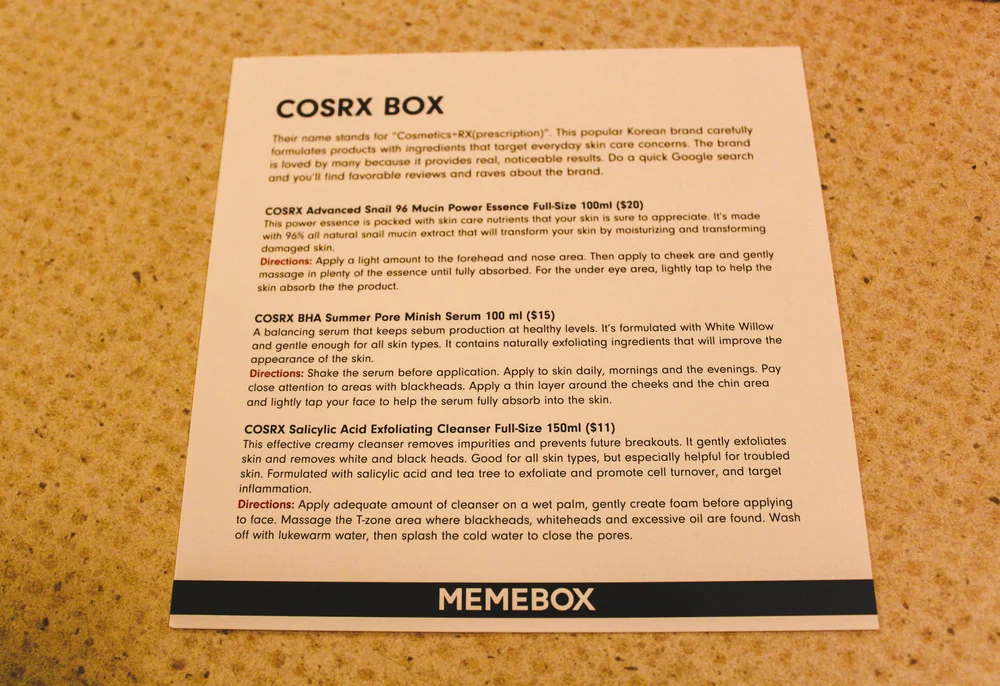 COSRX BOX
Their name stands for "Cosmetics+RX(prescription)". This popular Korean brand carefully
formulates products with ingredients that target everyday skin care concerns. The brand
is loved by many because it provides real, noticeable results. Do a quick Google search
and you'll find favorable reviews and raves about the brand.
COSRX Advanced Snail 96 Mucin Power Essence Full-Size 100ml ($20)
This power essence is packed with skin care nutrients that your skin is sure to appreciate. It's made
with 96% all natural snail mucin extract that will transform your skin by moisturizing and transforming
damaged skin.
Directions: Apply a light amount to the forehead and nose area. Then apply to cheek are and gently
massage in plenty of the essence until fully absorbed. For the under eye area, lightly tap to help the
skin absorb the the product.
COSRX BHA Summer Pore Minish Serum 100 ml ($15)
A balancing serum that keeps sebum production at healthy levels. It's formulated with White Willow
and gentle enough for all skin types. It contains naturally exfoliating ingredients that will improve the
appearance of the skin.
Directions: Shake the serum before application. Apply to skin daily, mornings and the evenings. Pay
close attention to areas with blackheads. Apply a thin layer around the cheeks and the chin area
and lightly tap your face to help the serum fully absorb into the skin.
COSRX Salicylic Acid Exfoliating Cleanser Full-Size 150ml ($11)
This effective creamy cleanser removes impurities and prevents future breakouts. It gently exfoliates
skin and removes white and black heads. Good for all skin types, but especially helpful for troubled
skin. Formulated with salicylic acid and tea tree to exfoliate and promote cell turnover, and target
inflammation.
Directions: Apply adequate amount of cleanser on a wet palm, gently create foam before applying
to face. Massage the T-zone area where blackheads, whiteheads and excessive oil are found. Wash
off with lukewarm water, then splash the cold water to close the pores.
MEMEBOX